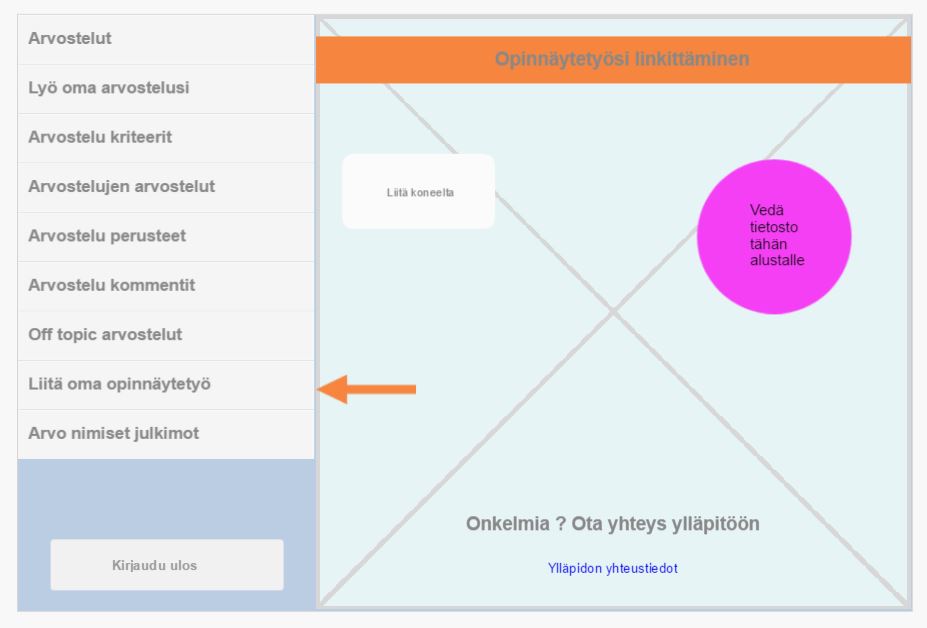 Arvostelut
Lyö oma arvostelusi
Arvostelu kriteerit
Arvostelujen arvostelut
Arvostelu perusteet
Arvostelu kommentit
Off topic arvostelut
Liitä oma opinnäytetyö
Arvo nimiset julkimot
Kirjaudu ulos
Opinnäytetyösi linkittäminen
Liitä koneelta
Vedä
tietosto
tähän
alustalle
Onkelmia ? Ota yhteys ylläpitöön
Ylläpidon yhteustiedot